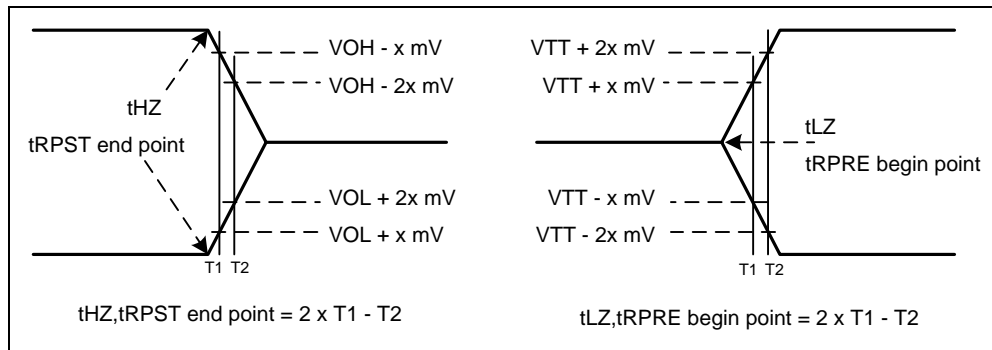 VOH - x mV
VOH - 2x mV
tHZ
tRPST end point
VOL + 2x mV
VOL + x mV
T1 T2
tHZ,tRPST end point = 2 x T1 - T2
VTT + 2x mV
VTT + x mV
tLZ
tRPRE begin point
VTT - x mV
VTT - 2x mV
T1 T2
tLZ,tRPRE begin point = 2 x T1 - T2